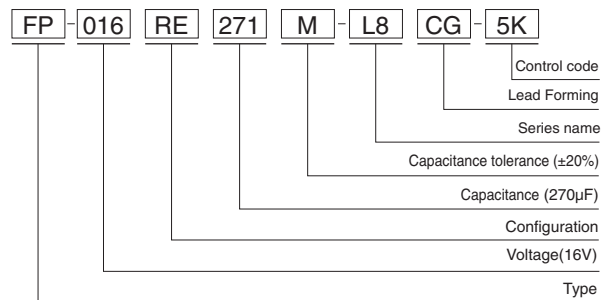 FP-016 RE 271 M-L8 CG-5K
Control code
Lead Forming
Series name
Capacitance tolerance (±20%)
Capacitance (270μF)
Configuration
Voltage(16V)
Type